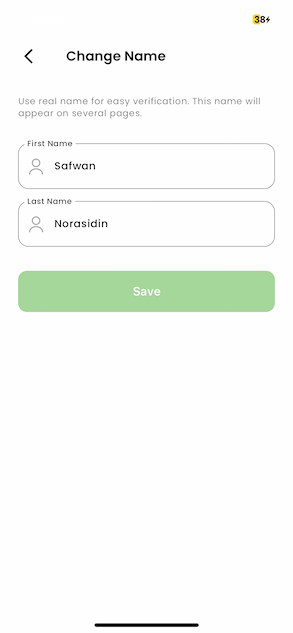 38
Change Name
Use real name for easy verification. This name will
appear on several pages.
First Name
Safwan
Last Name
Norasidin
Save